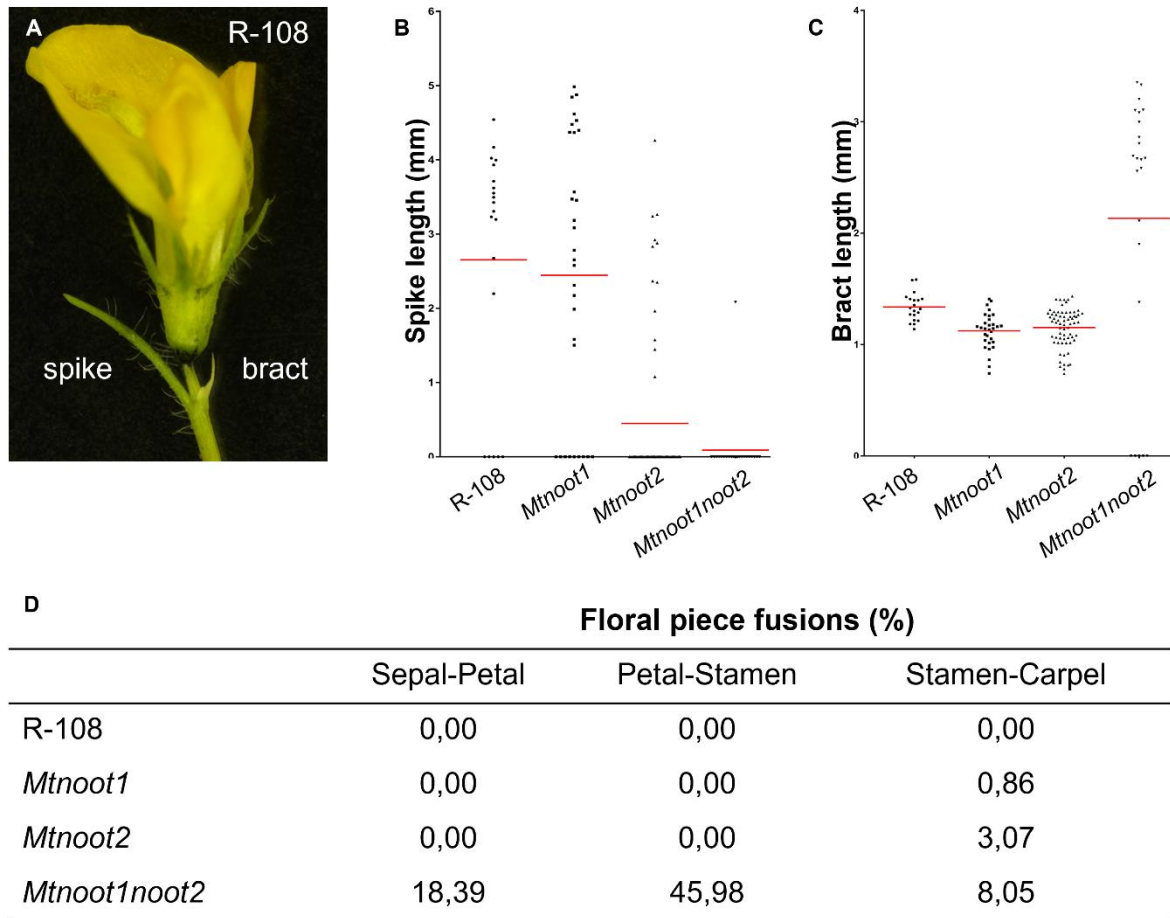 A
R-108
spike
bract
B
Spike length (mm)
6
5
4
3
2
1
0
R-108
Mtnoot1
Mtnoot2
Mtnoot1noot2
C
Bract length (mm)
4
3
2
1
0
R-108
Mtnoot1
Mtnoot2
Mtnoot1noot2
D
Floral piece fusions (%)
Sepal-Petal Petal-Stamen Stamen-Carpel
R-108 0,00 0,00 0,00
Mtnoot1 0,00 0,00 0,86
Mtnoot2 0,00 0,00 3,07
Mtnoot1noot2 18,39 45,98 8,05